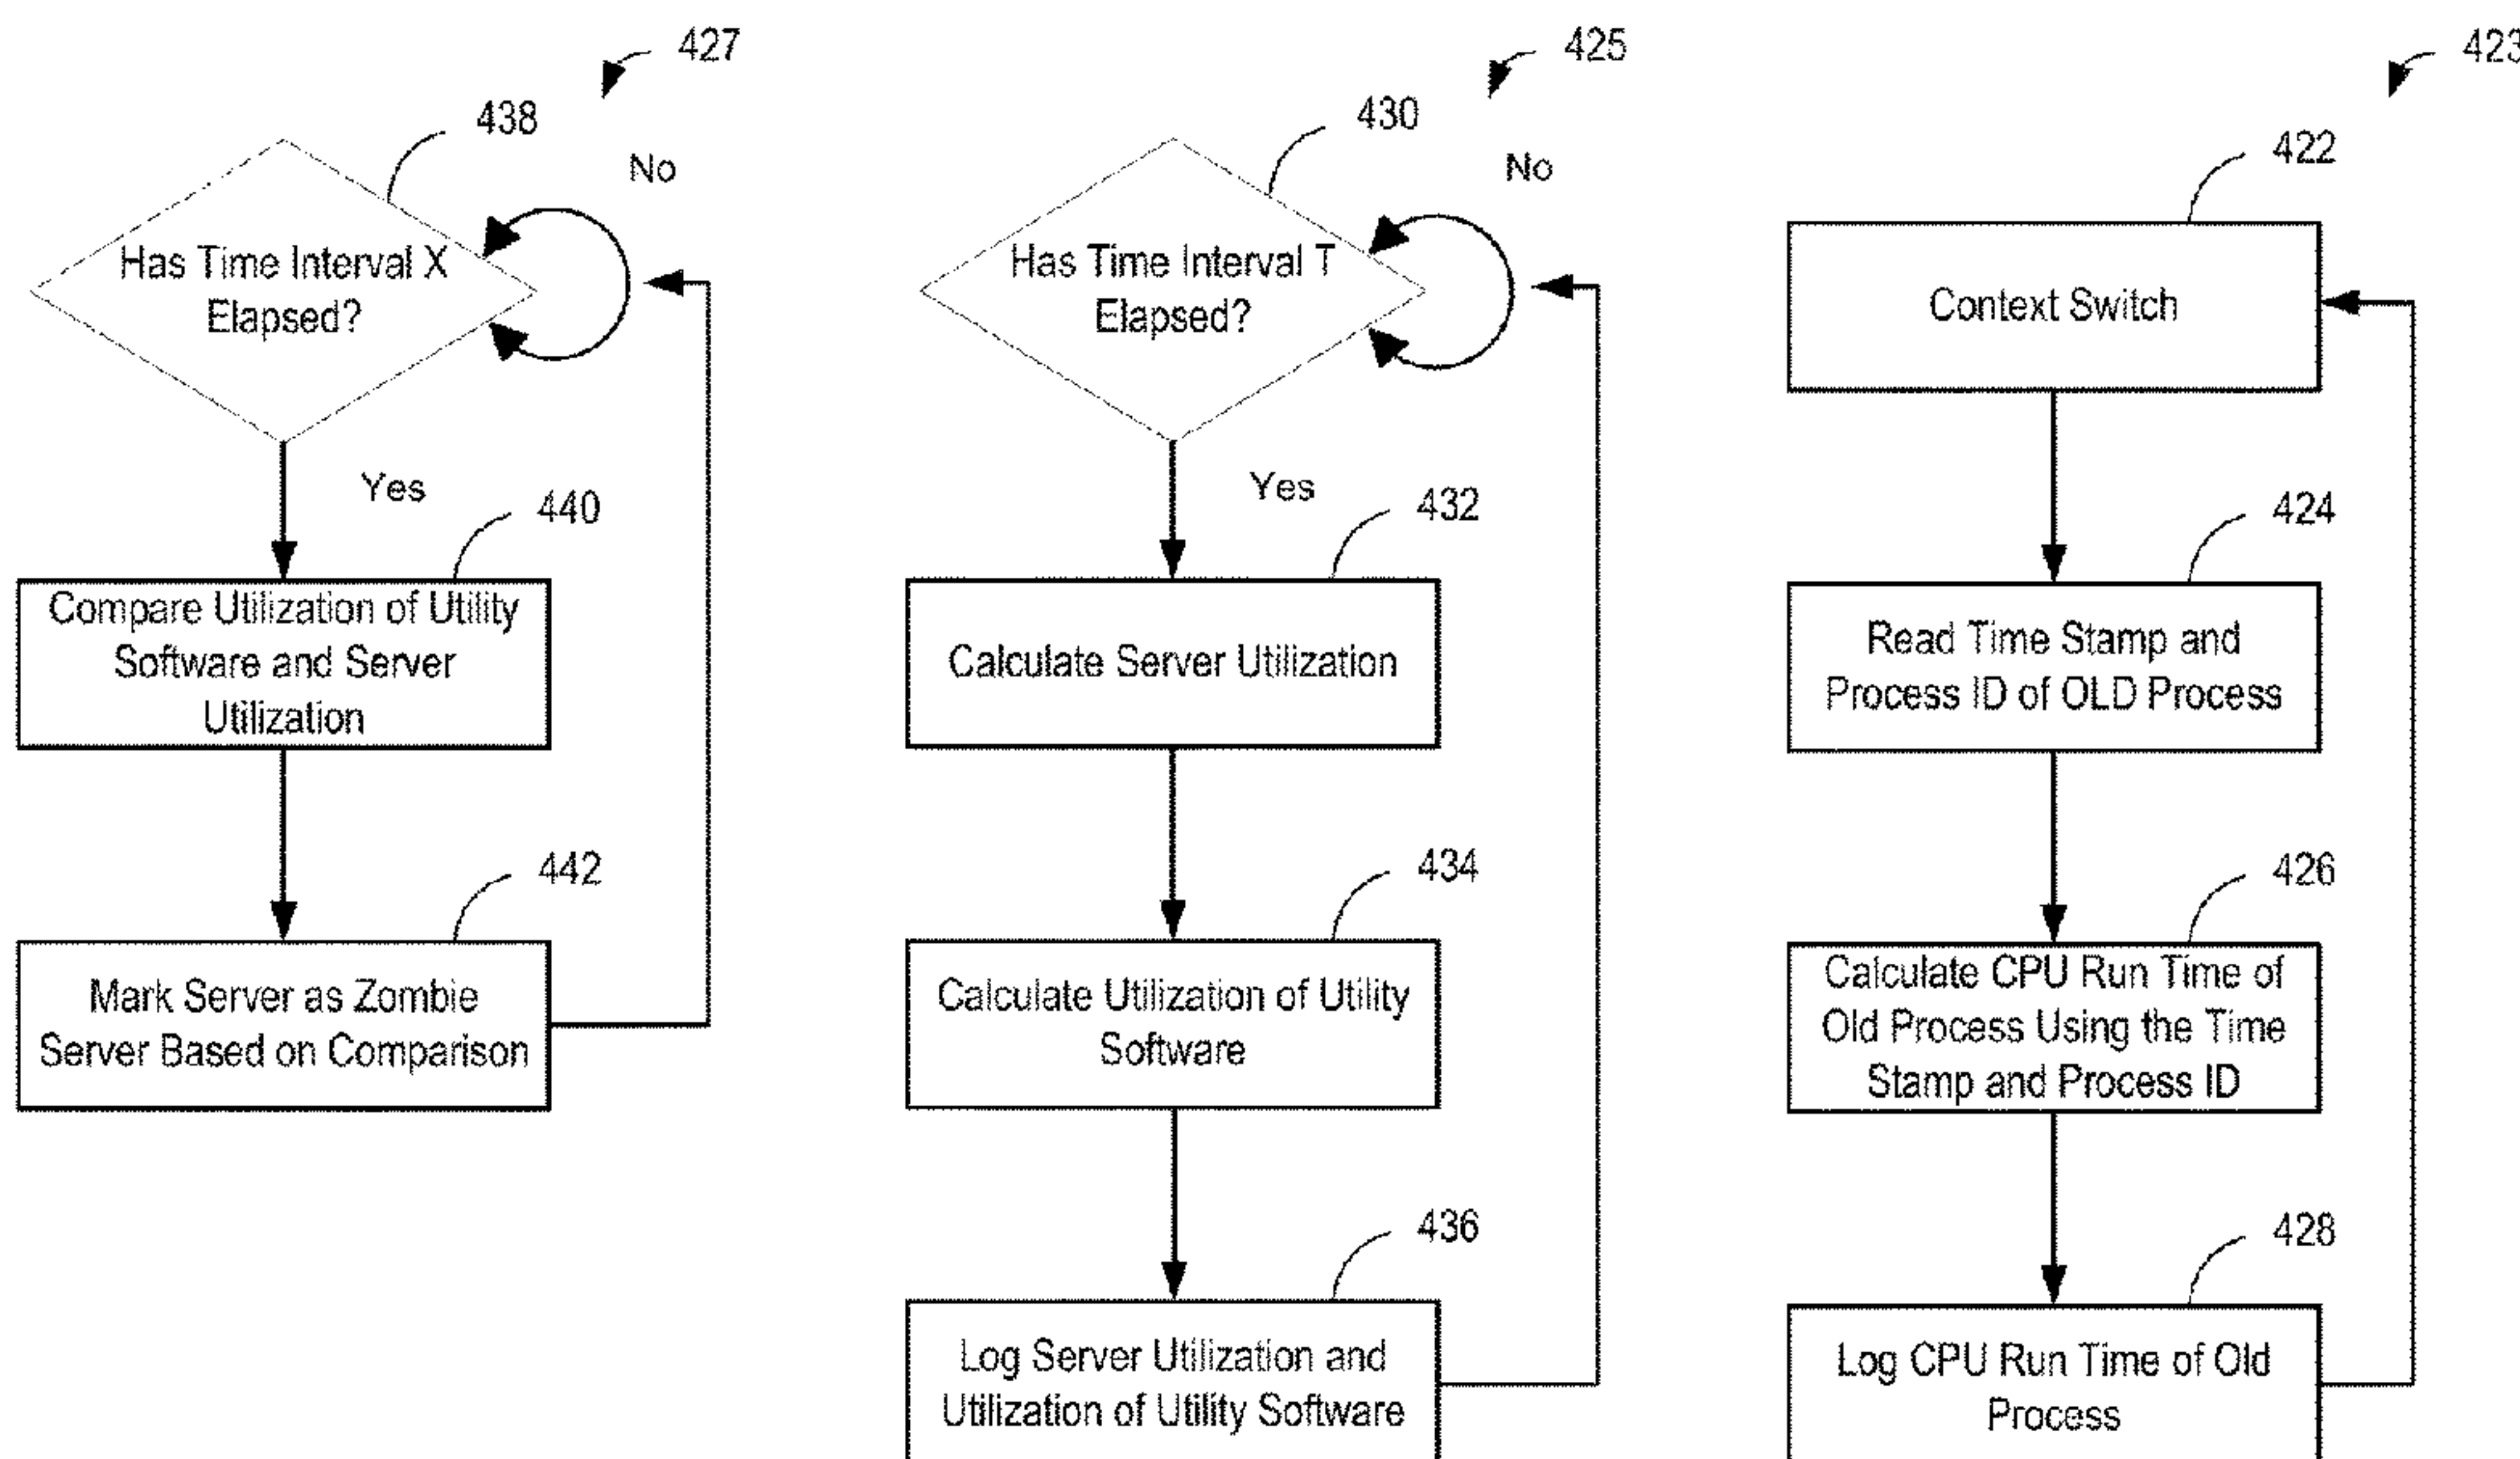 427
438
No
Has Time Interval X
Elapsed?
Yes
440
Compare Utilization of Utility
Software and Server
Utilization
442
Mark Server as Zombie
Server Based on Comparison
425
430
No
Has Time Interval T
Elapsed?
Yes
432
Calculate Server Utilization
434
Calculate Utilization of Utility
Software
436
Log Server Utilization and
Utilization of Utility Software
423
422
Context Switch
424
Read Time Stamp and
Process ID of OLD Process
426
Calculate CPU Run Time of
Old Process Using the Time
Stamp and Process ID
428
Log CPU Run Time of Old
Process